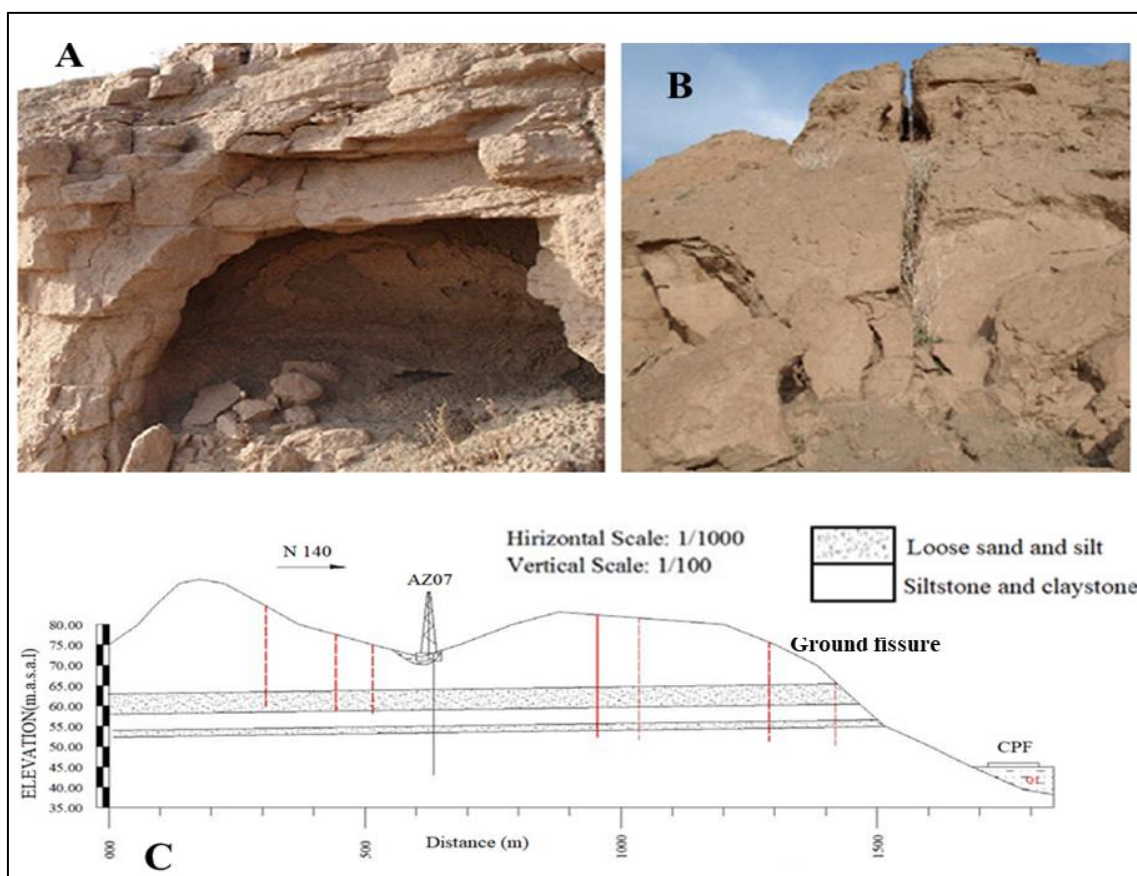 A
B
N 140
Hirizontal Scale: 1/1000
Vertical Scale: 1/100
AZ07
Loose sand and silt
Siltstone and claystone
Ground fissure
CPF
ELEVATION(m.a.s.al)
80.00
75.00
70.00
65.00
60.00
55.00
50.00
45.00
40.00
35.00
000
500
1000
1500
Distance (m)
C